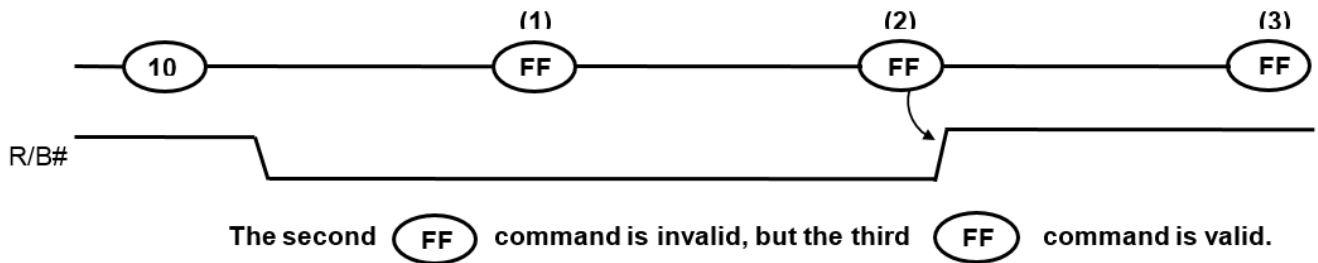 (1) (2) (3)
10 FF FF FF
R/B#
The second FF command is invalid, but the third FF command is valid.